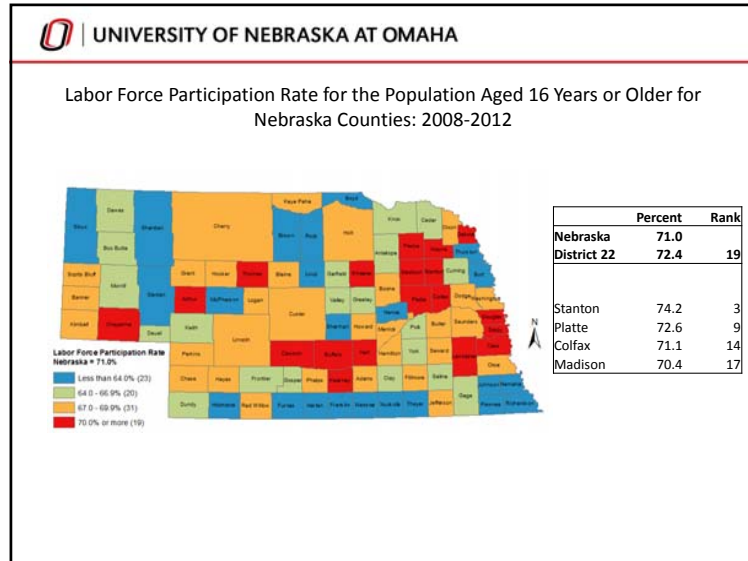 UNIVERSITY OF NEBRASKA AT OMAHA
Labor Force Participation Rate for the Population Aged 16 Years or Older for
Nebraska Counties: 2008-2012
Percent Rank
Nebraska 71.0
District 22 72.4 19
Stanton 74.2 3
Platte 72.6 9
Colfax 71.1 14
Madison 70.4 17
N
Labor Force Participation Rate
Nebraska = 71.0%
Less than 64.0% (23)
64.0 - 66.9% (20)
67.0 - 69.9% (31)
70.0% or more (19)
Dawes
Sioux
Sheridan
Box Butte
Cherry
Keya Paha
Boyd
Brown
Rock
Holt
Knox
Cedar
Dixon
Antelope
Pierce
Wayne
Thurston
Scotts Bluff
Morrill
Garden
Grant
Hooker
Blaine
Garfield
Wheeler
Boone
Madison
Stanton
Cuming
Burt
Banner
Arthur
McPherson
Logan
Custer
Valley
Greeley
Platte
Colfax
Dodge
Washington
Kimball
Cheyenne
Deuel
Keith
Lincoln
Sherman
Howard
Nance
Merrick
Polk
Butler
Saunders
Perkins
Dawson
Buffalo
Hall
Hamilton
York
Seward
Lancaster
Cass
Otoe
Chase
Hayes
Frontier
Gosper
Phelps
Kearney
Adams
Clay
Fillmore
Saline
Gage
Johnson
Nemaha
Dundy
Hitchcock
Red Willow
Furnas
Harlan
Franklin
Webster
Nuckolls
Thayer
Jefferson
Pawnee
Richardson